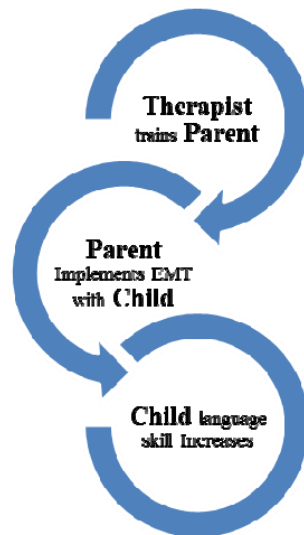 Therapist
trains Parent
Parent
Implements EMT
with Child
Child language
skill Increases